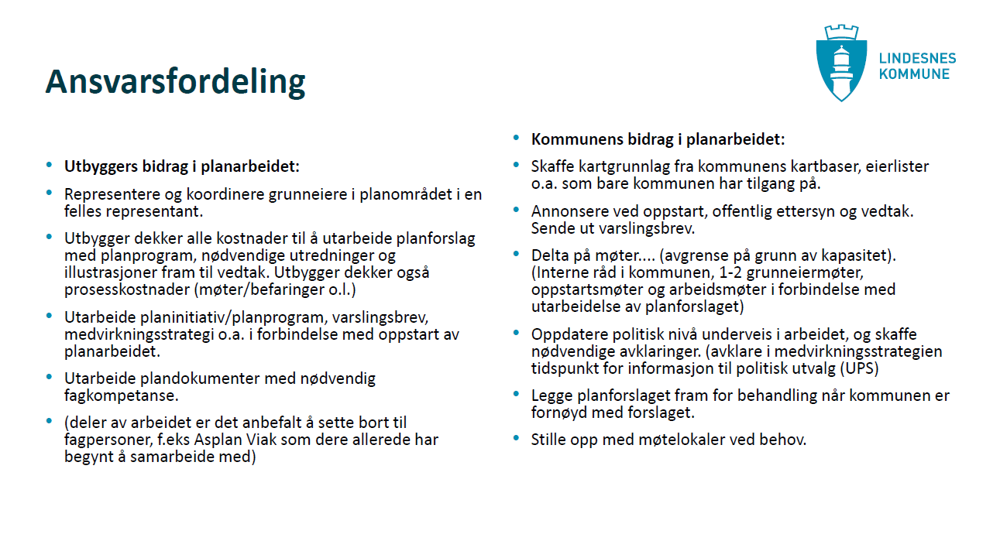 LINDESNES
KOMMUNE
Ansvarsfordeling
• Utbyggers bidrag i planarbeidet:
• Representere og koordinere grunneiere i planområdet i en
felles representant.
• Utbygger dekker alle kostnader til å utarbeide planforslag
med planprogram, nødvendige utredninger og
illustrasjoner fram til vedtak. Utbygger dekker også
prosesskostnader (møter/befaringer o.l.)
• Utarbeide planinitiativ/planprogram, varslingsbrev,
medvirkningsstrategi o.a. i forbindelse med oppstart av
planarbeidet.
• Utarbeide plandokumenter med nødvendig
fagkompetanse.
• (deler av arbeidet er det anbefalt å sette bort til
fagpersoner, f.eks Asplan Viak som dere allerede har
begynt å samarbeide med)
• Kommunens bidrag i planarbeidet:
• Skaffe kartgrunnlag fra kommunens kartbaser, eierlister
o.a. som bare kommunen har tilgang på.
• Annonsere ved oppstart, offentlig ettersyn og vedtak.
Sende ut varslingsbrev.
• Delta på møter.... (avgrense på grunn av kapasitet).
(Interne råd i kommunen, 1-2 grunneiermøter,
oppstartsmøter og arbeidsmøter i forbindelse med
utarbeidelse av planforslaget)
• Oppdatere politisk nivå underveis i arbeidet, og skaffe
nødvendige avklaringer. (avklare i medvirkningsstrategien
tidspunkt for informasjon til politisk utvalg (UPS)
• Legge planforslaget fram for behandling når kommunen er
fornøyd med forslaget.
• Stille opp med møtelokaler ved behov.